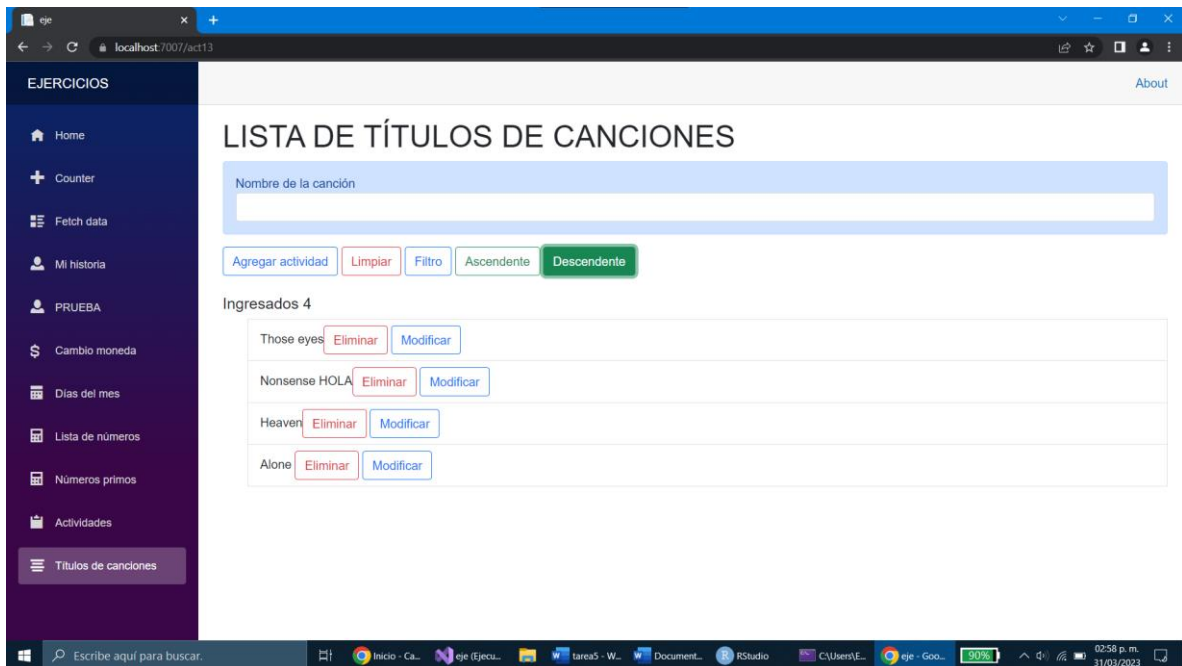 eje
localhost:7007/act13
EJERCICIOS
About
Home
Counter
Fetch data
Mi historia
PRUEBA
Cambio moneda
Días del mes
Lista de números
Números primos
Actividades
Títulos de canciones
LISTA DE TÍTULOS DE CANCIONES
Nombre de la canción
Agregar actividad Limpiar Filtro Ascendente Descendente
Ingresados 4
Those eyes Eliminar Modificar
Nonsense HOLA Eliminar Modificar
Heaven Eliminar Modificar
Alone Eliminar Modificar
Escribe aquí para buscar. Inicio - Ca... eje (Ejecu... tarea5 - W... Document... RStudio C:\Users\E... eje - Goo... 90% 02:58 p. m.
31/03/2023